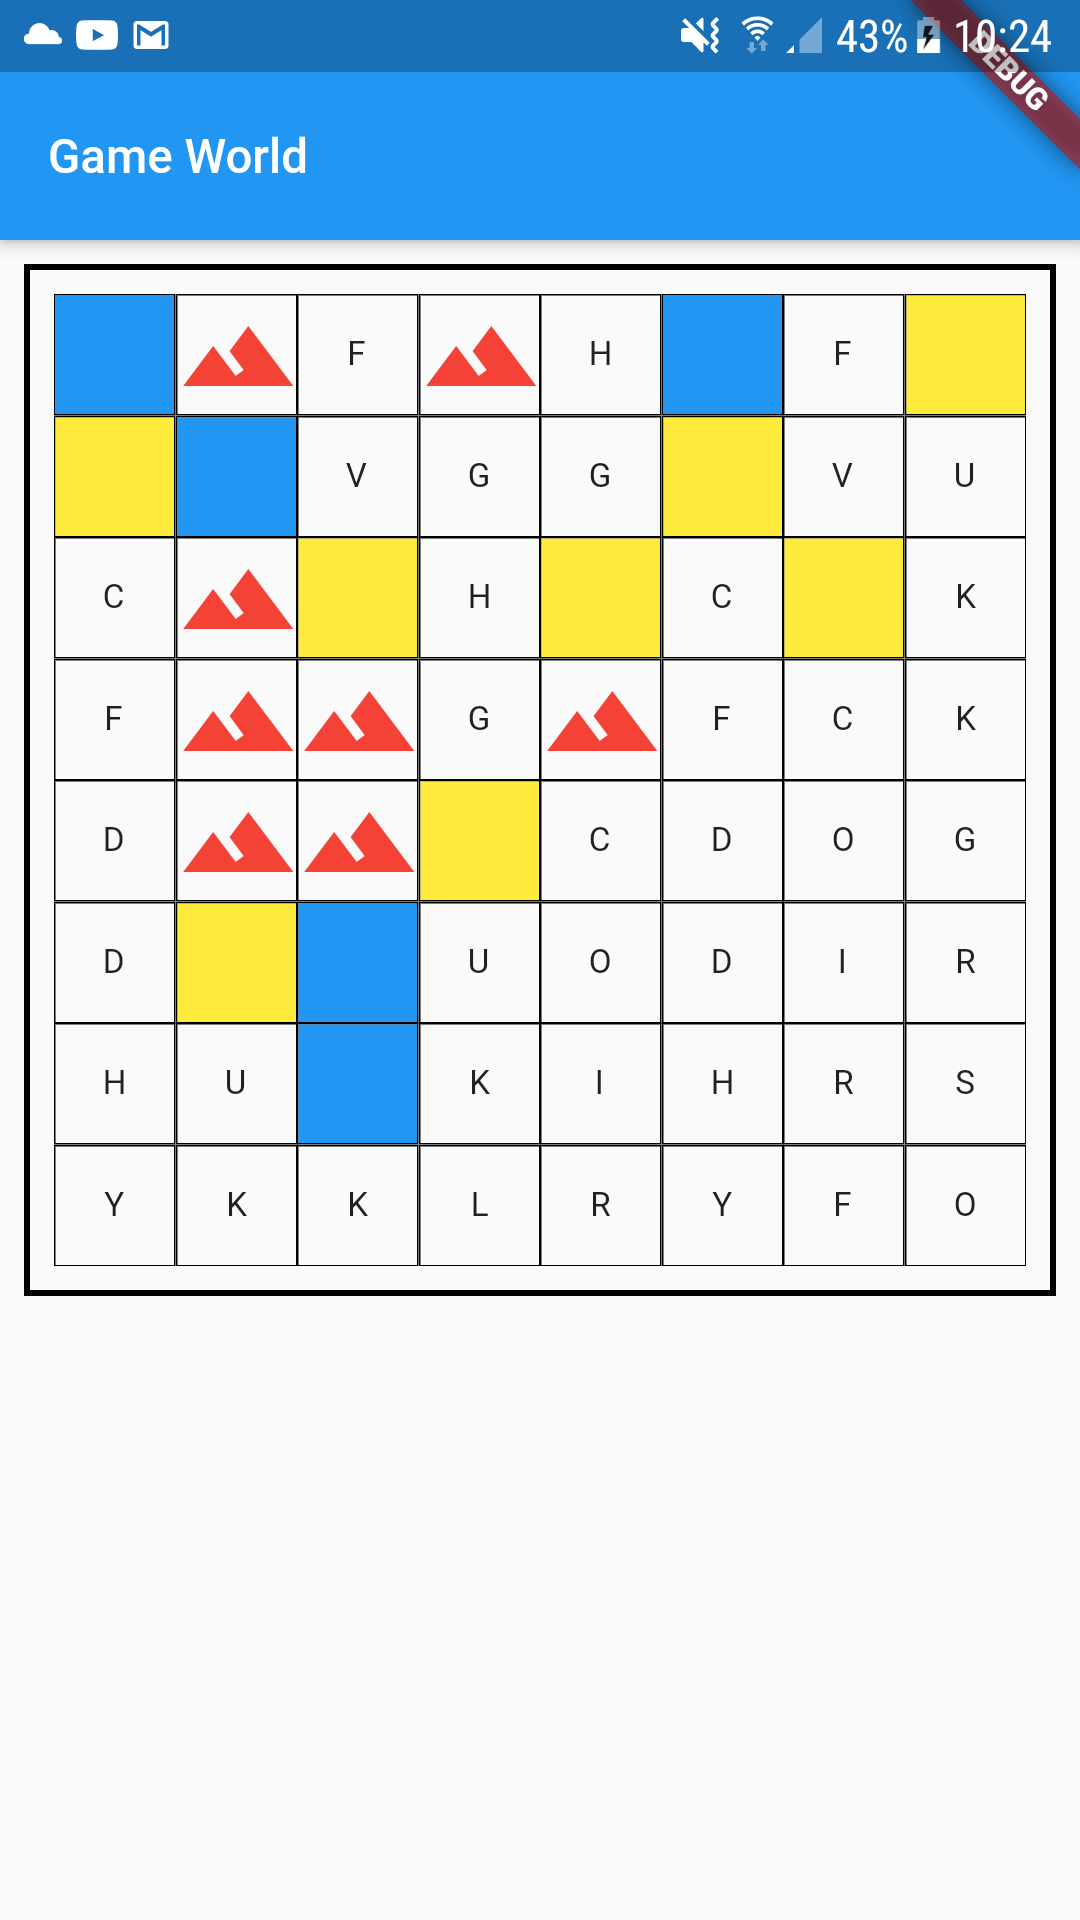 43% 10:24
DEBUG
Game World
F H F
V G G V U
C H C K
F G F C K
D C D O G
D U O D I R
H U K I H R S
Y K K L R Y F O